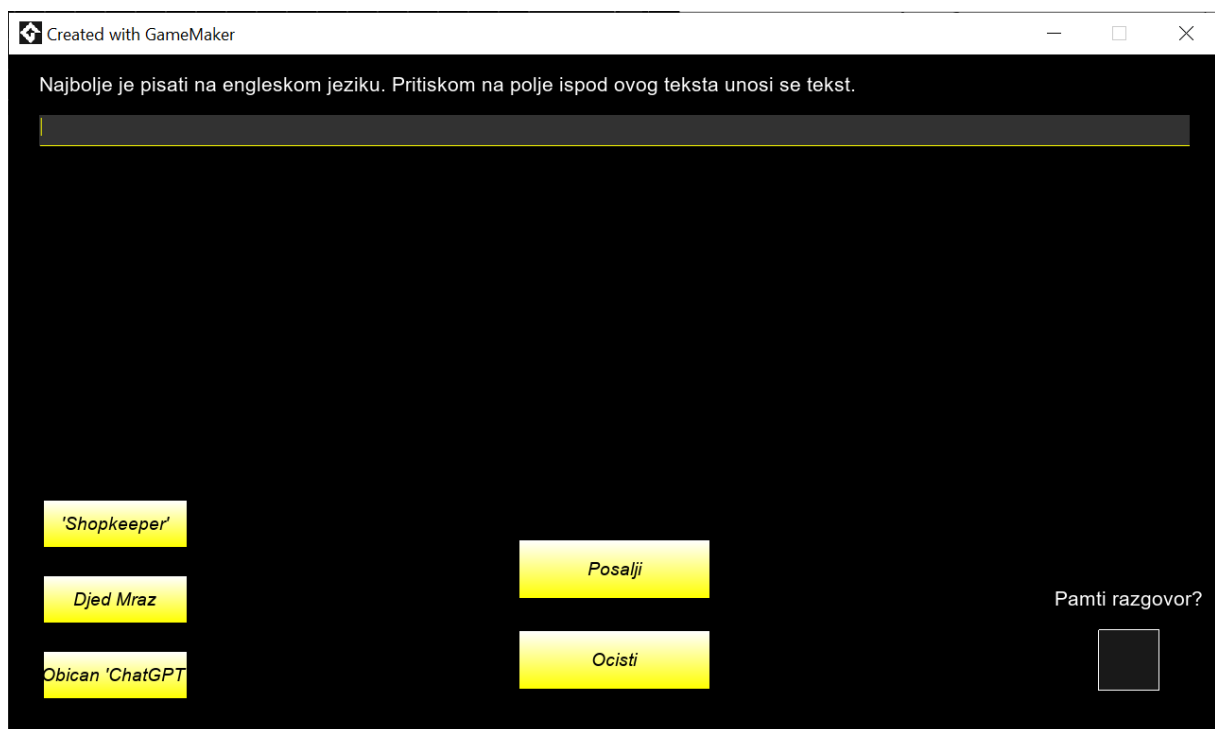 Created with GameMaker
Najbolje je pisati na engleskom jeziku. Pritiskom na polje ispod ovog teksta unosi se tekst.
'Shopkeeper'
Posalji
Djed Mraz
Pamti razgovor?
Ocisti
Obican 'ChatGPT